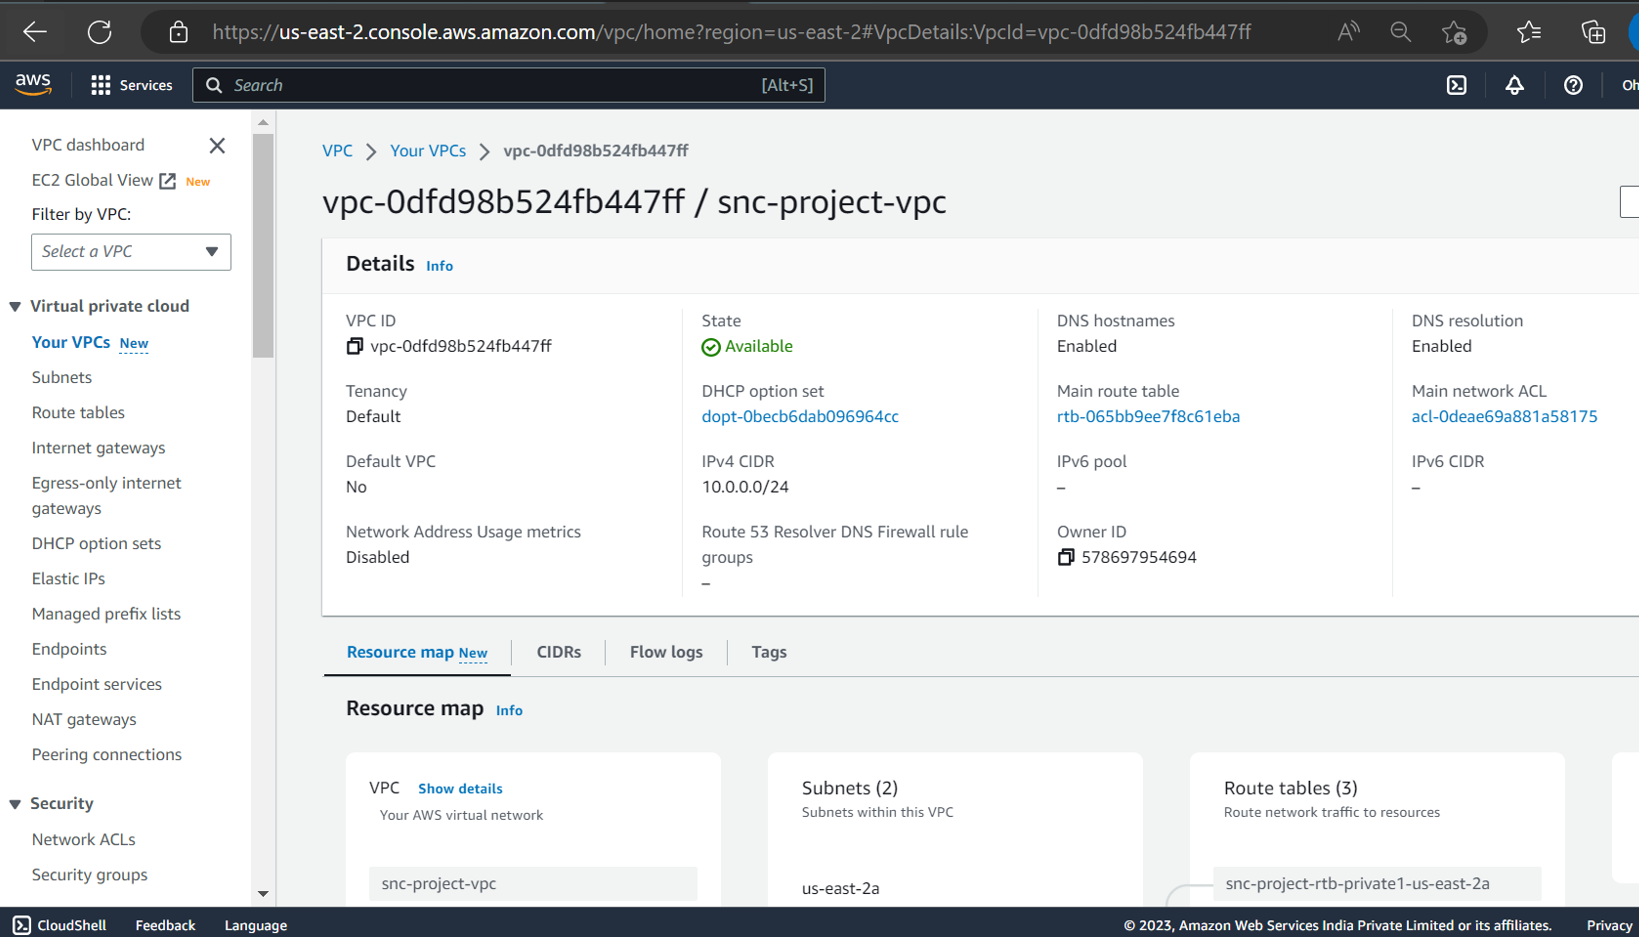 https://us-east-2.console.aws.amazon.com/vpc/home?region=us-east-2#VpcDetails:VpcId=vpc-0dfd98b524fb447ff
aws
Services
Search
[Alt+S]
VPC dashboard
EC2 Global View New
Filter by VPC:
Select a VPC
Virtual private cloud
Your VPCs New
Subnets
Route tables
Internet gateways
Egress-only internet
gateways
DHCP option sets
Elastic IPs
Managed prefix lists
Endpoints
Endpoint services
NAT gateways
Peering connections
Security
Network ACLs
Security groups
VPC > Your VPCs > vpc-0dfd98b524fb447ff
vpc-0dfd98b524fb447ff / snc-project-vpc
Details Info
VPC ID
vpc-0dfd98b524fb447ff
State
Available
DNS hostnames
Enabled
DNS resolution
Enabled
Tenancy
Default
DHCP option set
dopt-0becb6dab096964cc
Main route table
rtb-065bb9ee7f8c61eba
Main network ACL
acl-0deae69a881a58175
Default VPC
No
IPv4 CIDR
10.0.0.0/24
IPv6 pool
–
IPv6 CIDR
–
Network Address Usage metrics
Disabled
Route 53 Resolver DNS Firewall rule
groups
–
Owner ID
578697954694
Resource map New
CIDRs
Flow logs
Tags
Resource map Info
VPC Show details
Your AWS virtual network
snc-project-vpc
Subnets (2)
Subnets within this VPC
us-east-2a
Route tables (3)
Route network traffic to resources
snc-project-rtb-private1-us-east-2a
CloudShell
Feedback
Language
© 2023, Amazon Web Services India Private Limited or its affiliates.
Privacy